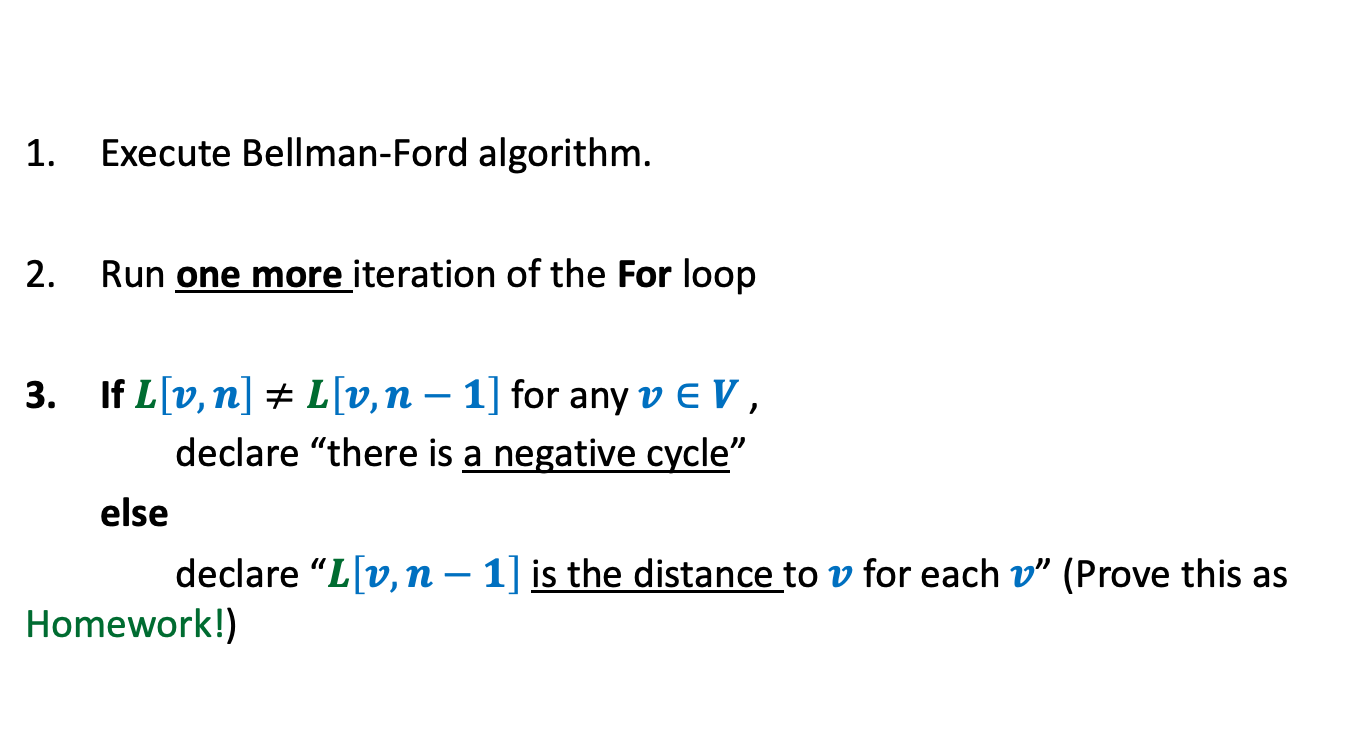 1. Execute Bellman-Ford algorithm.
2. Run one more iteration of the For loop
3. If L[v, n] ≠ L[v, n − 1] for any v ∈ V ,
declare “there is a negative cycle”
else
declare “L[v, n − 1] is the distance to v for each v” (Prove this as
Homework!)